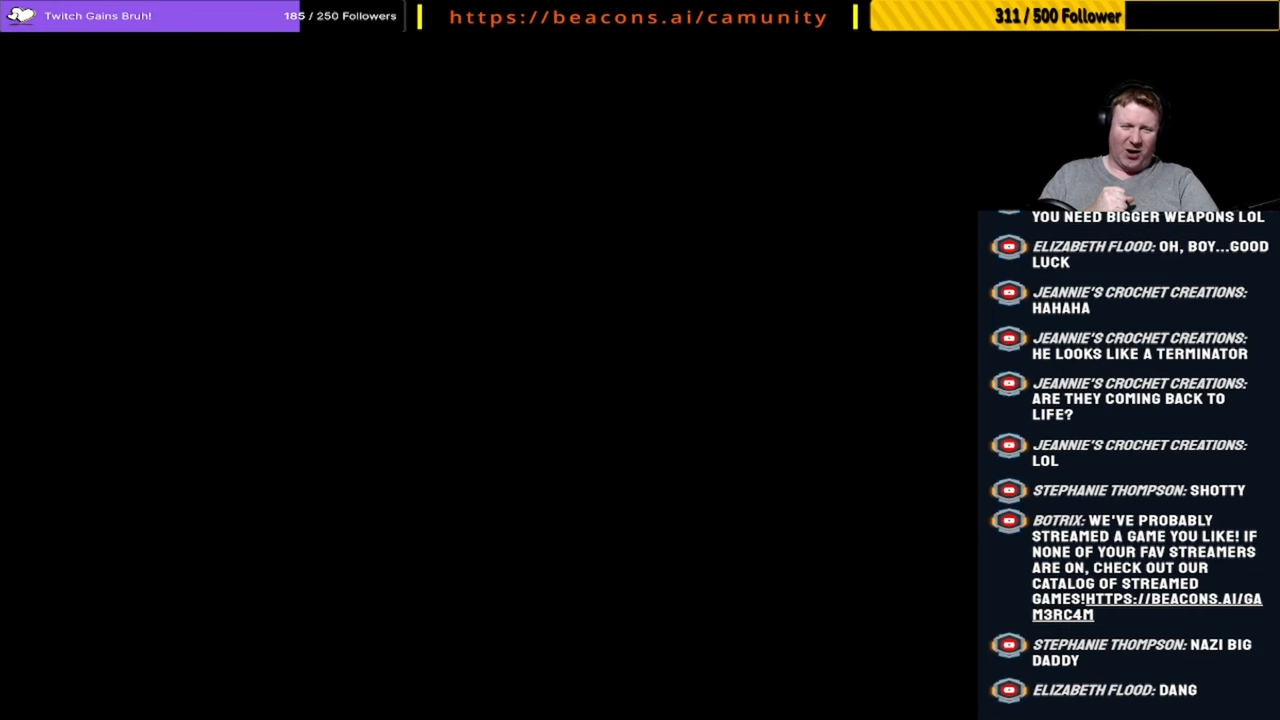 Twitch Gains Bruh!
185 / 250 Followers
https://beacons.ai/camunity
311 / 500 Follower
YOU NEED BIGGER WEAPONS LOL
ELIZABETH FLOOD: OH, BOY...GOOD
LUCK
JEANNIE'S CROCHET CREATIONS:
HAHAHA
JEANNIE'S CROCHET CREATIONS:
HE LOOKS LIKE A TERMINATOR
JEANNIE'S CROCHET CREATIONS:
ARE THEY COMING BACK TO
LIFE?
JEANNIE'S CROCHET CREATIONS:
LOL
STEPHANIE THOMPSON: SHOTTY
BOTRIX: WE'VE PROBABLY
STREAMED A GAME YOU LIKE! IF
NONE OF YOUR FAV STREAMERS
ARE ON, CHECK OUT OUR
CATALOG OF STREAMED
GAMES!HTTPS://BEACONS.AI/GA
M3RC4M
STEPHANIE THOMPSON: NAZI BIG
DADDY
ELIZABETH FLOOD: DANG